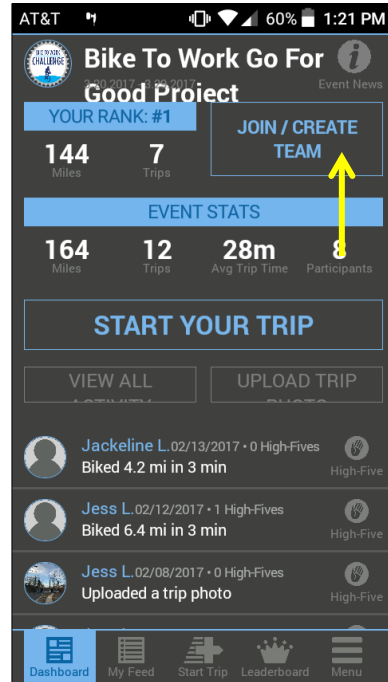 AT&T 60% 1:21 PM
BIKE TO WORK
CHALLENGE
Bike To Work Go For
Good Project
Event News
YOUR RANK: #1
144 7
Miles Trips
JOIN / CREATE
TEAM
EVENT STATS
164 12 28m 8
Miles Trips Avg Trip Time Participants
START YOUR TRIP
VIEW ALL
UPLOAD TRIP
Jackeline L. 02/13/2017 • 0 High-Fives
Biked 4.2 mi in 3 min
High-Five
Jess L. 02/12/2017 • 1 High-Fives
Biked 6.4 mi in 3 min
High-Five
Jess L. 02/08/2017 • 0 High-Fives
Uploaded a trip photo
High-Five
Dashboard My Feed Start Trip Leaderboard Menu